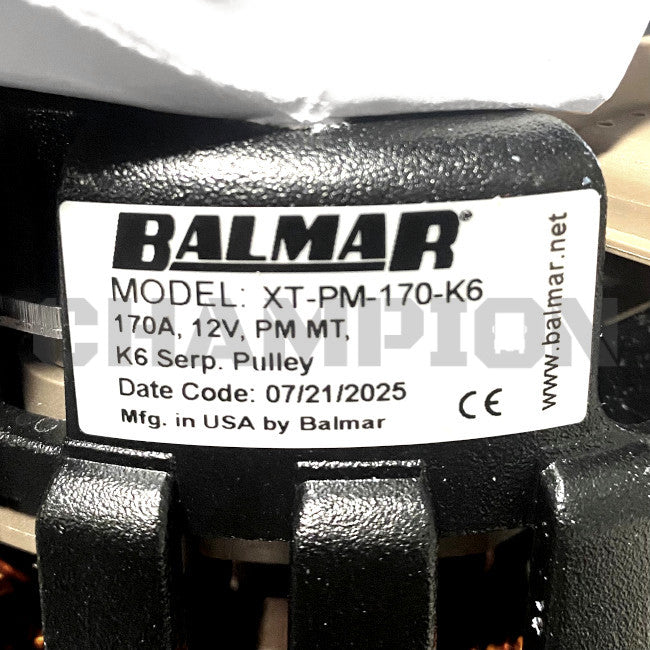 BALMAR®
MODEL: XT-PM-170-K6
170A, 12V, PM MT,
K6 Serp. Pulley
Date Code: 07/21/2025
Mfg. in USA by Balmar
CE
www.balmar.net
CHAMPION